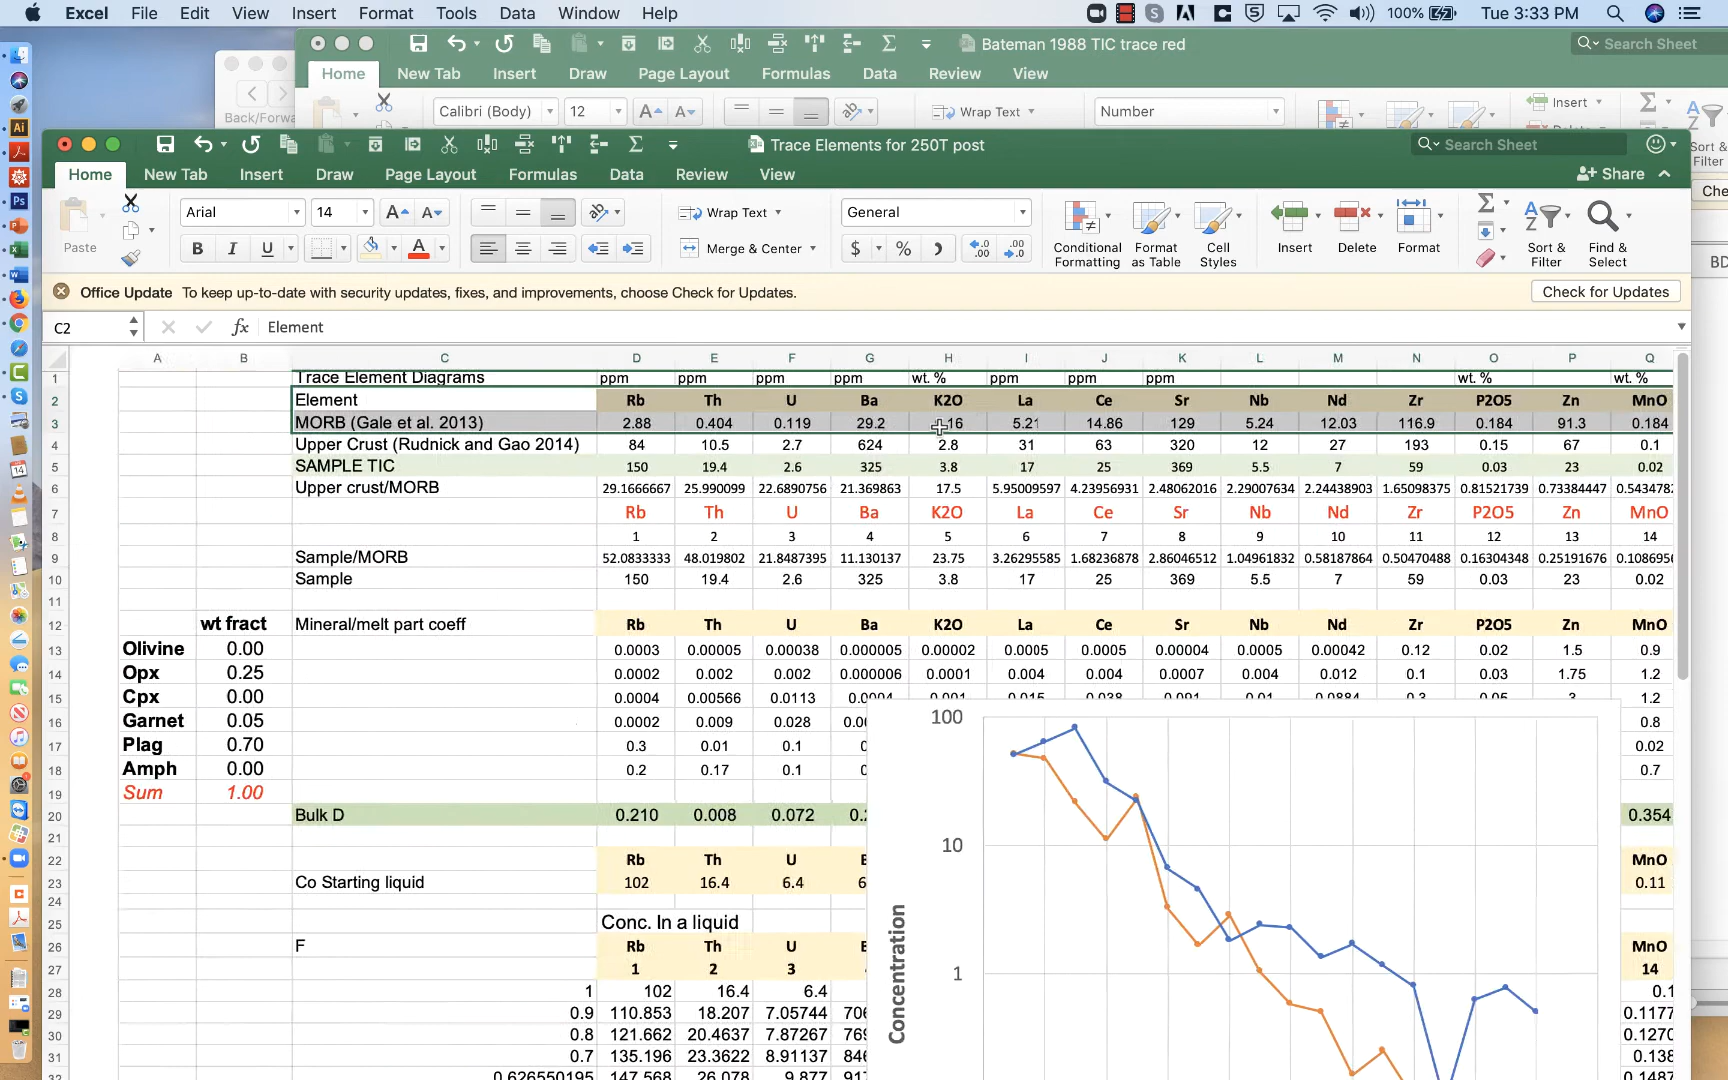 Excel File Edit View Insert Format Tools Data Window Help 100% Tue 3:33 PM
Bateman 1988 TIC trace red Search Sheet
Home New Tab Insert Draw Page Layout Formulas Data Review View
Calibri (Body) 12 Wrap Text Number Insert
Back/Forwa
Trace Elements for 250T post Search Sheet
Home New Tab Insert Draw Page Layout Formulas Data Review View Share
Paste Arial 14 Wrap Text General
B I U Merge & Center $ %
Conditional Formatting Format as Table Cell Styles Insert Delete Format Sort & Filter Find & Select
Office Update To keep up-to-date with security updates, fixes, and improvements, choose Check for Updates. Check for Updates
C2 fx Element
A B C D E F G H I J K L M N O P Q
1 Trace Element Diagrams ppm ppm ppm ppm wt. % ppm ppm ppm wt. % wt. %
2 Element Rb Th U Ba K2O La Ce Sr Nb Nd Zr P2O5 Zn MnO
3 MORB (Gale et al. 2013) 2.88 0.404 0.119 29.2 16 5.21 14.86 129 5.24 12.03 116.9 0.184 91.3 0.184
4 Upper Crust (Rudnick and Gao 2014) 84 10.5 2.7 624 2.8 31 63 320 12 27 193 0.15 67 0.1
5 SAMPLE TIC 150 19.4 2.6 325 3.8 17 25 369 5.5 7 59 0.03 23 0.02
6 Upper crust/MORB 29.1666667 25.990099 22.6890756 21.369863 17.5 5.95009597 4.23956931 2.48062016 2.29007634 2.24438903 1.65098375 0.81521739 0.73384447 0.5434782
7 Rb Th U Ba K2O La Ce Sr Nb Nd Zr P2O5 Zn MnO
8 1 2 3 4 5 6 7 8 9 10 11 12 13 14
9 Sample/MORB 52.0833333 48.019802 21.8487395 11.130137 23.75 3.26295585 1.68236878 2.86046512 1.04961832 0.58187864 0.50470488 0.16304348 0.25191676 0.1086956
10 Sample 150 19.4 2.6 325 3.8 17 25 369 5.5 7 59 0.03 23 0.02
11
12 wt fract Mineral/melt part coeff Rb Th U Ba K2O La Ce Sr Nb Nd Zr P2O5 Zn MnO
13 Olivine 0.00 0.0003 0.00005 0.00038 0.000005 0.00002 0.0005 0.0005 0.00004 0.0005 0.00042 0.12 0.02 1.5 0.9
14 Opx 0.25 0.0002 0.002 0.002 0.000006 0.0001 0.004 0.004 0.0007 0.004 0.012 0.1 0.03 1.75 1.2
15 Cpx 0.00 0.0004 0.00566 0.0113 0.0004 0.001 0.015 0.038 0.091 0.01 0.0884 0.3 0.05 3 1.2
16 Garnet 0.05 0.0002 0.009 0.028 0.00 0.8
17 Plag 0.70 0.3 0.01 0.1 0.02
18 Amph 0.00 0.2 0.17 0.1 0.7
19 Sum 1.00
20 Bulk D 0.210 0.008 0.072 0.354
21
22 Rb Th U MnO
23 Co Starting liquid 102 16.4 6.4 6 0.11
24
25 Conc. In a liquid
26 F Rb Th U MnO
27 1 2 3 14
28 1 102 16.4 6.4 0.1
29 0.9 110.853 18.207 7.05744 706 0.1177
30 0.8 121.662 20.4637 7.87267 0.1270
31 0.7 135.196 23.3622 8.91137 846 0.138
32 0.626550195 147.568 26.078 9.877 917 0.1487
100
10
1
Concentration